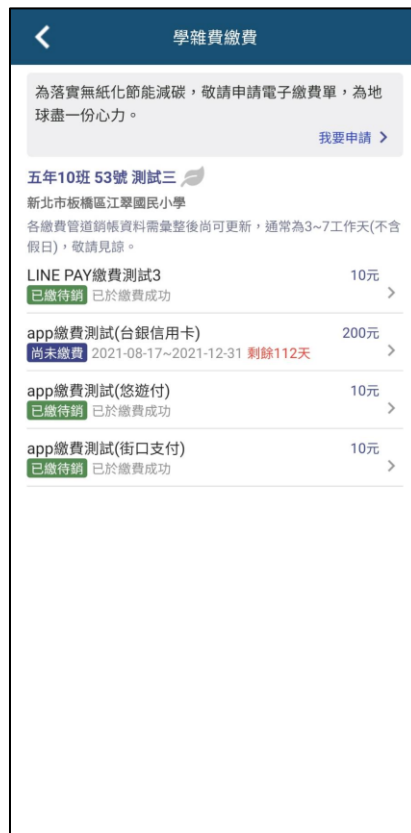 學雜費繳費
為落實無紙化節能減碳，敬請申請電子繳費單，為地
球盡一份心力。
我要申請
五年10班 53號 測試三
新北市板橋區江翠國民小學
各繳費管道銷帳資料需彙整後尚可更新，通常為3~7工作天(不含
假日)，敬請見諒。
LINE PAY繳費測試3 10元
已繳待銷 已於繳費成功
app繳費測試(台銀信用卡) 200元
尚未繳費 2021-08-17~2021-12-31 剩餘112天
app繳費測試(悠遊付) 10元
已繳待銷 已於繳費成功
app繳費測試(街口支付) 10元
已繳待銷 已於繳費成功